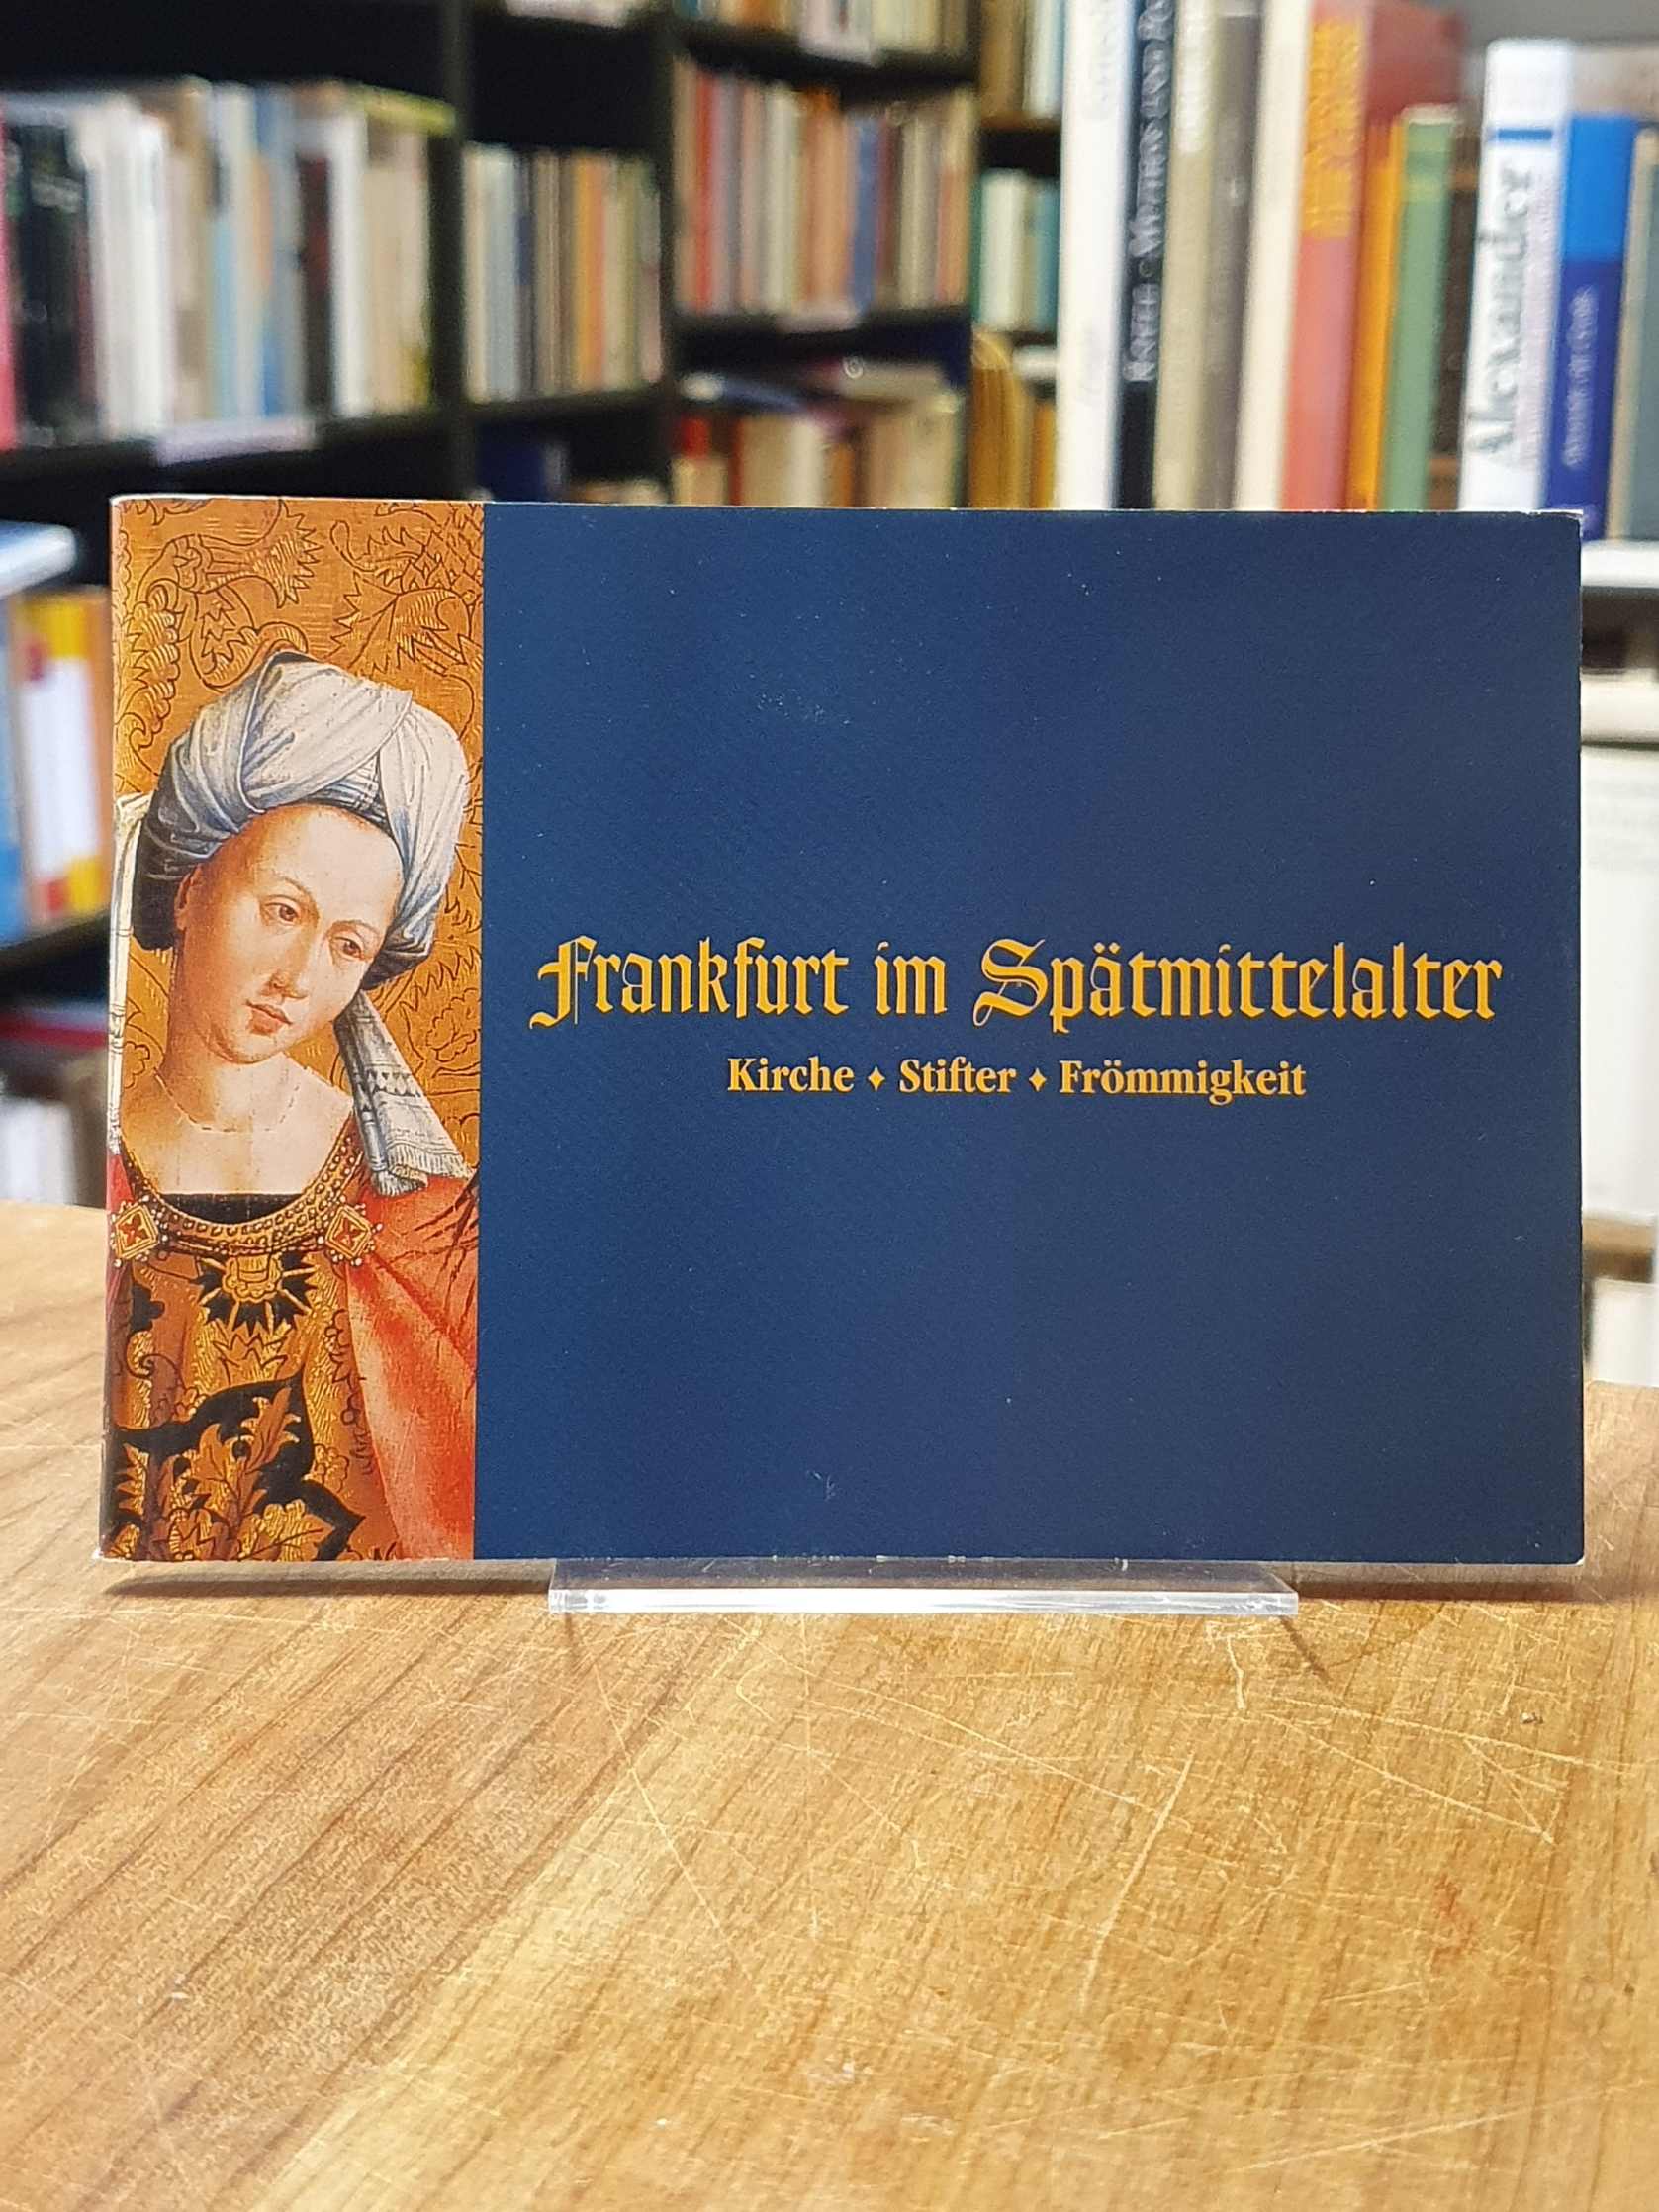 Alexander
Frankfurt im Spätmittelalter
Kirche ♦ Stifter ♦ Frömmigkeit